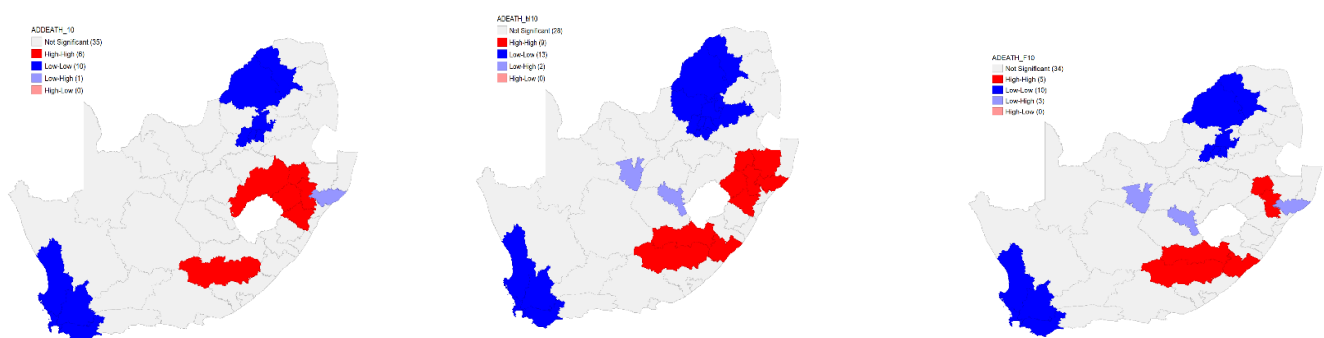 ADDEATH_10
Not Significant (35)
High-High (6)
Low-Low (10)
Low-High (1)
High-Low (0)
ADEATH_M10
Not Significant (28)
High-High (9)
Low-Low (13)
Low-High (2)
High-Low (0)
ADEATH_F10
Not Significant (34)
High-High (5)
Low-Low (10)
Low-High (3)
High-Low (0)